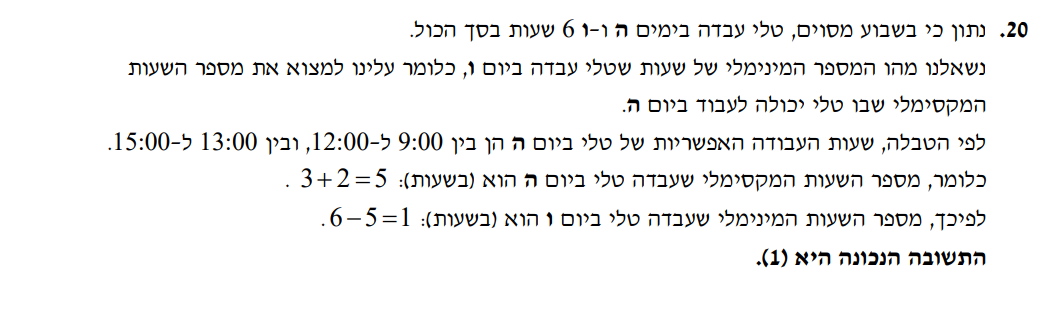 20. נתון כי בשבוע מסוים, טלי עבדה בימים ה ו-ו 6 שעות בסך הכול.
נשאלנו מהו המספר המינימלי של שעות שטלי עבדה ביום ו, כלומר עלינו למצוא את מספר השעות
המקסימלי שבו טלי יכולה לעבוד ביום ה.
לפי הטבלה, שעות העבודה האפשריות של טלי ביום ה הן בין 9:00 ל-12:00, ובין 13:00 ל-15:00.
כלומר, מספר השעות המקסימלי שעבדה טלי ביום ה הוא (בשעות): 3+2=5 .
לפיכך, מספר השעות המינימלי שעבדה טלי ביום ו הוא (בשעות): 6−5=1.
התשובה הנכונה היא (1).